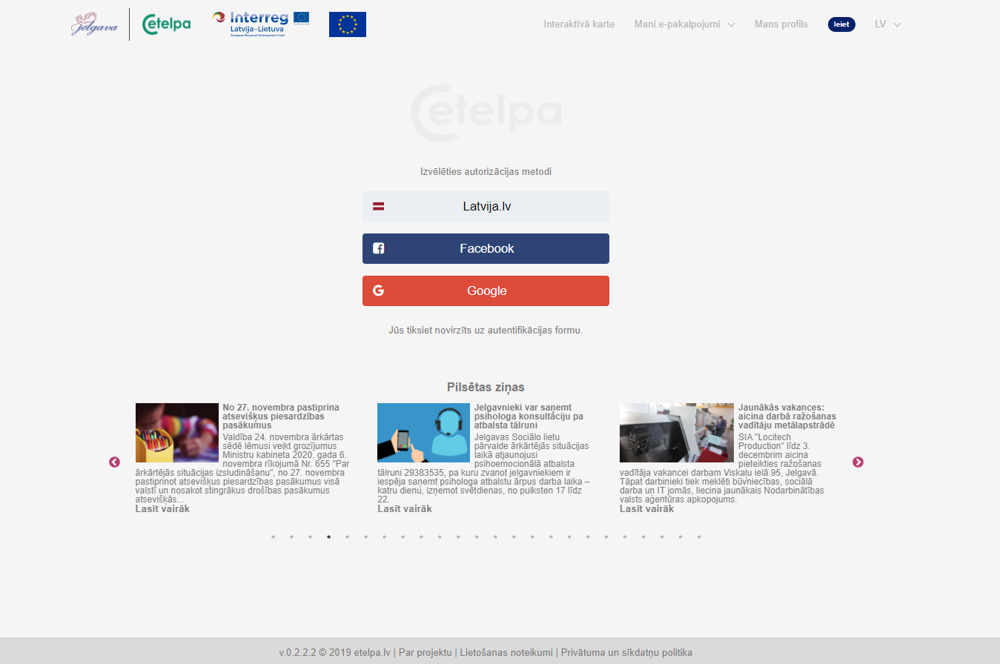 jelgava
etelpa
Interreg
Latvija-Lietuva
European Regional Development Fund
Interaktīvā karte
Mani e-pakalpojumi
Mans profils
Ieiet
LV
etelpa
Izvēlēties autorizācijas metodi
Latvija.lv
Facebook
Google
Jūs tiksiet novirzīts uz autentifikācijas formu.
Pilsētas ziņas
No 27. novembra pastiprina
atsevišķus piesardzības
pasākumus
Valdība 24. novembra ārkārtas
sēdē lēmusi veikt grozījumus
Ministru kabineta 2020. gada 6.
novembra rīkojumā Nr. 655 "Par
ārkārtējās situācijas izsludināšanu", no 27. novembra
pastiprinot atsevišķus piesardzības pasākumus visā
valstī un nosakot stingrākus drošības pasākumus
atsevišķās...
Lasīt vairāk
Jelgavnieki var saņemt
psihologa konsultāciju pa
atbalsta tālruni
Jelgavas Sociālo lietu
pārvalde ārkārtējās situācijas
laikā atjaunojusi
psihoemocionālā atbalsta
tālruni 29383535, pa kuru zvanot jelgavniekiem ir
iespēja saņemt psihologa atbalstu ārpus darba laika –
katru dienu, izņemot svētdienas, no pulksten 17 līdz
22.
Lasīt vairāk
Jaunākās vakances:
aicina darbā ražošanas
vadītāju metālapstrādē
SIA "Locitech
Production" līdz 3.
decembrim aicina
pieteikties ražošanas
vadītāja vakancei darbam Viskaļu ielā 95, Jelgavā.
Tāpat darbinieki tiek meklēti būvniecības, sociālā
darba un IT jomās, liecina jaunākais Nodarbinātības
valsts aģentūras apkopojums.
Lasīt vairāk
v.0.2.2.2 © 2019 etelpa.lv | Par projektu | Lietošanas noteikumi | Privātuma un sīkdatņu politika